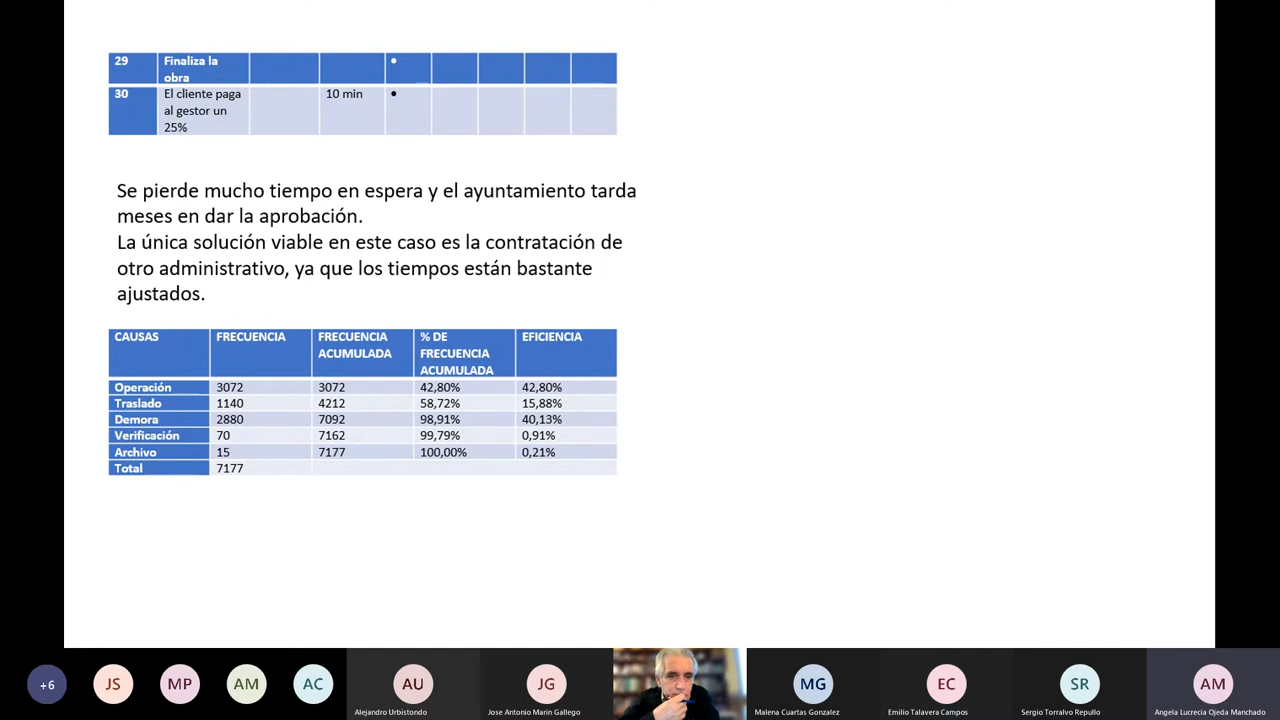 29 Finaliza la
obra
30 El cliente paga 10 min
al gestor un
25%
Se pierde mucho tiempo en espera y el ayuntamiento tarda
meses en dar la aprobación.
La única solución viable en este caso es la contratación de
otro administrativo, ya que los tiempos están bastante
ajustados.
CAUSAS FRECUENCIA FRECUENCIA % DE EFICIENCIA
ACUMULADA FRECUENCIA
ACUMULADA
Operación 3072 3072 42,80% 42,80%
Traslado 1140 4212 58,72% 15,88%
Demora 2880 7092 98,91% 40,13%
Verificación 70 7162 99,79% 0,91%
Archivo 15 7177 100,00% 0,21%
Total 7177
+6 JS MP AM AC AU JG MG EC SR AM
Alejandro Urbistondo Jose Antonio Marin Gallego Malena Cuartas Gonzalez Emilio Talavera Campos Sergio Torralvo Repullo Angela Lucrecia Ojeda Manchado